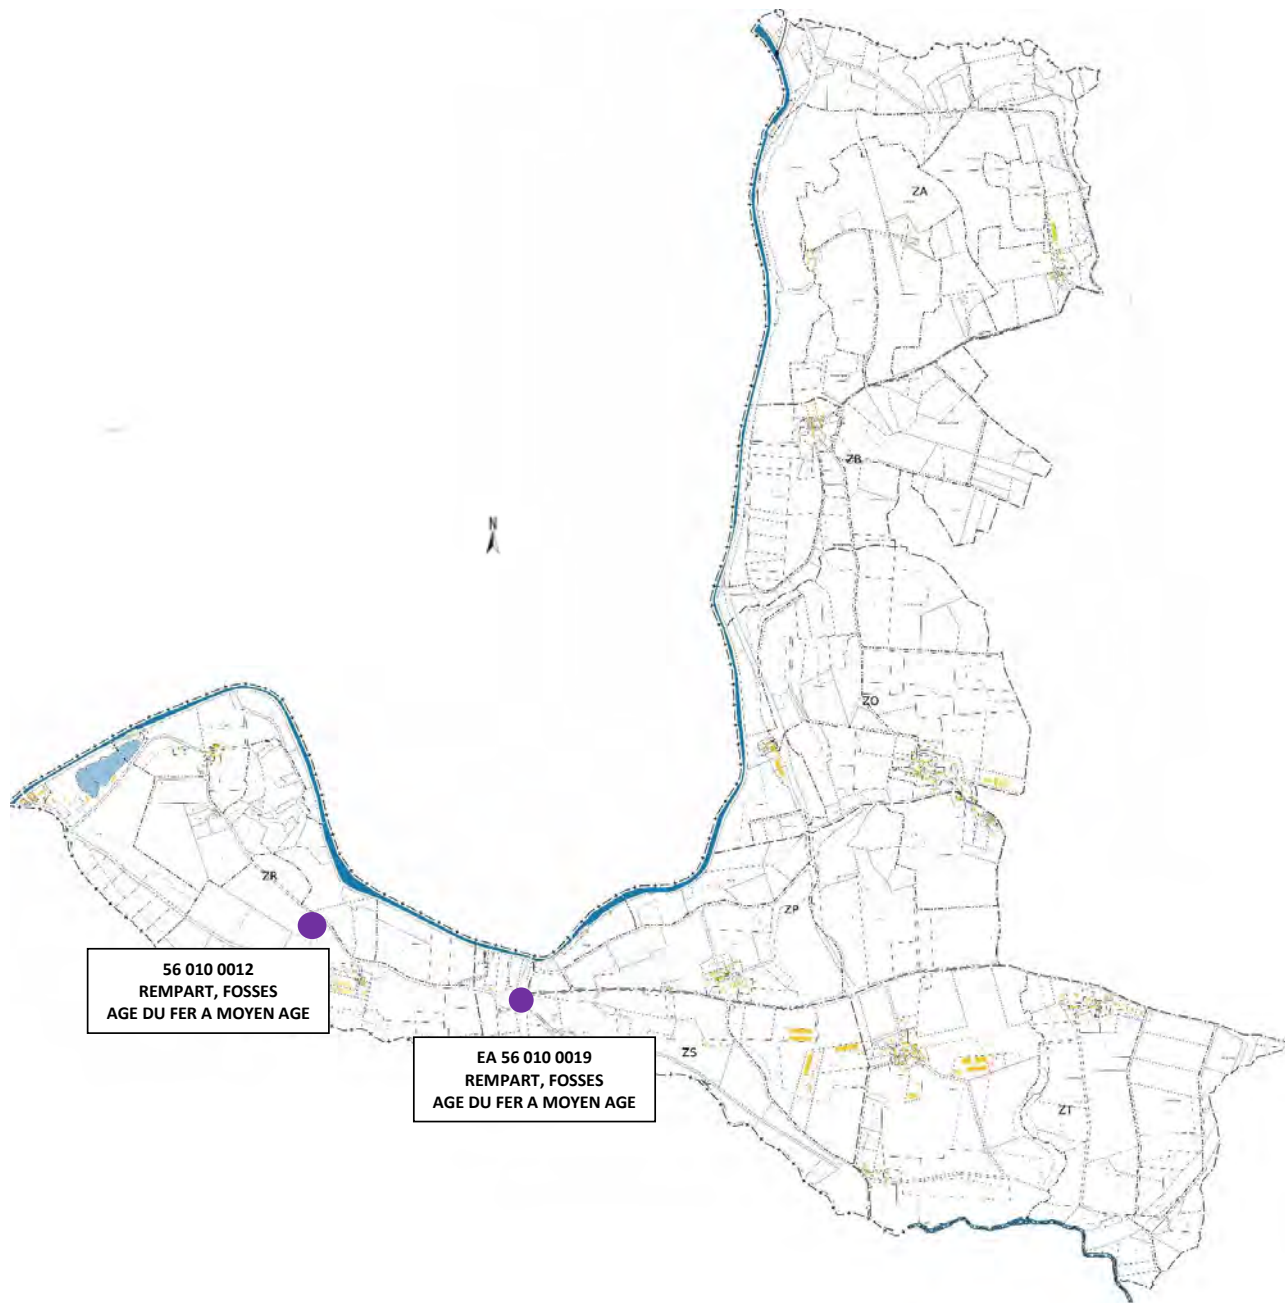 ZA
ZB
N
ZO
ZR
ZP
56 010 0012
REMPART, FOSSES
AGE DU FER A MOYEN AGE
ZS
EA 56 010 0019
REMPART, FOSSES
AGE DU FER A MOYEN AGE
ZT